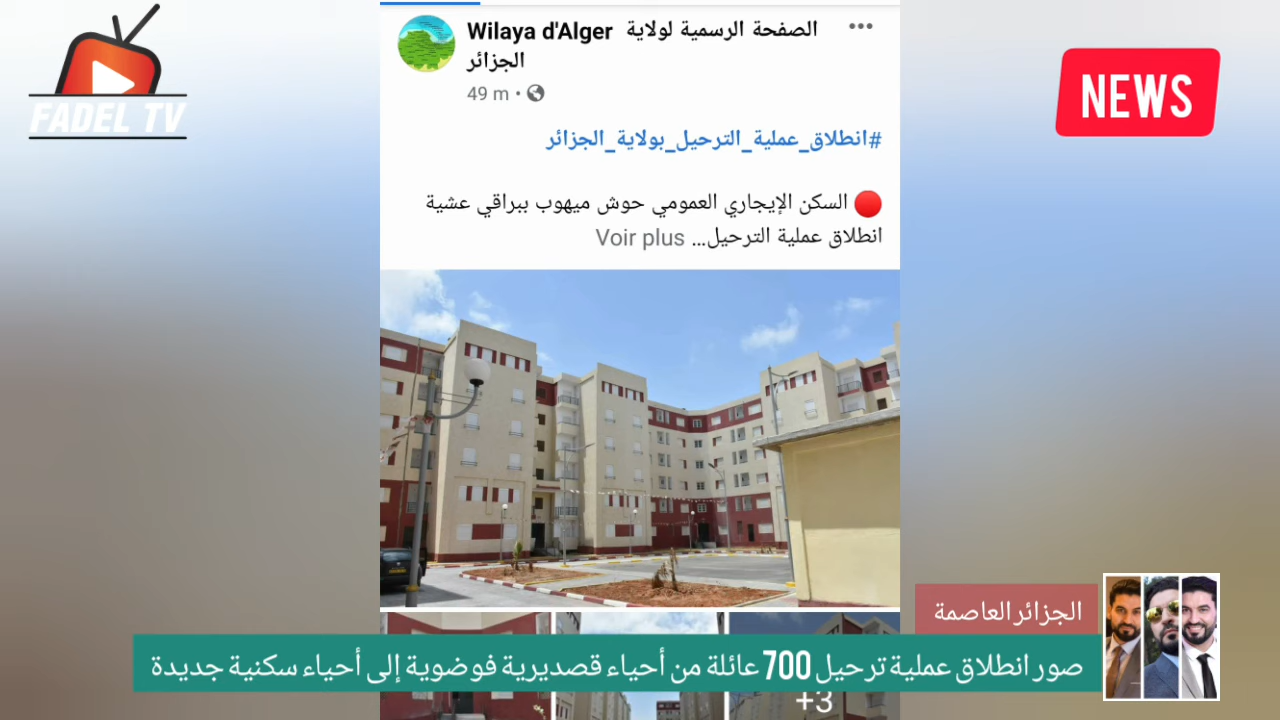 FADEL TV
NEWS
Wilaya d'Alger الصفحة الرسمية لولاية
الجزائر
49 m
#انطلاق_عملية_الترحيل_بولاية_الجزائر
السكن الإيجاري العمومي حوش ميهوب ببراقي عشية
انطلاق عملية الترحيل... Voir plus
الجزائر العاصمة
صور انطلاق عملية ترحيل 700 عائلة من أحياء قصديرية فوضوية إلى أحياء سكنية جديدة
+3